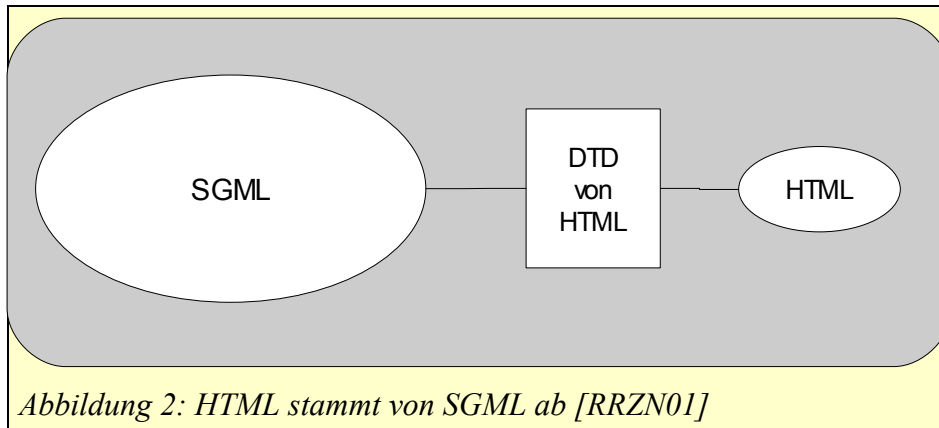 SGML
DTD
von
HTML
HTML
Abbildung 2: HTML stammt von SGML ab [RRZN01]